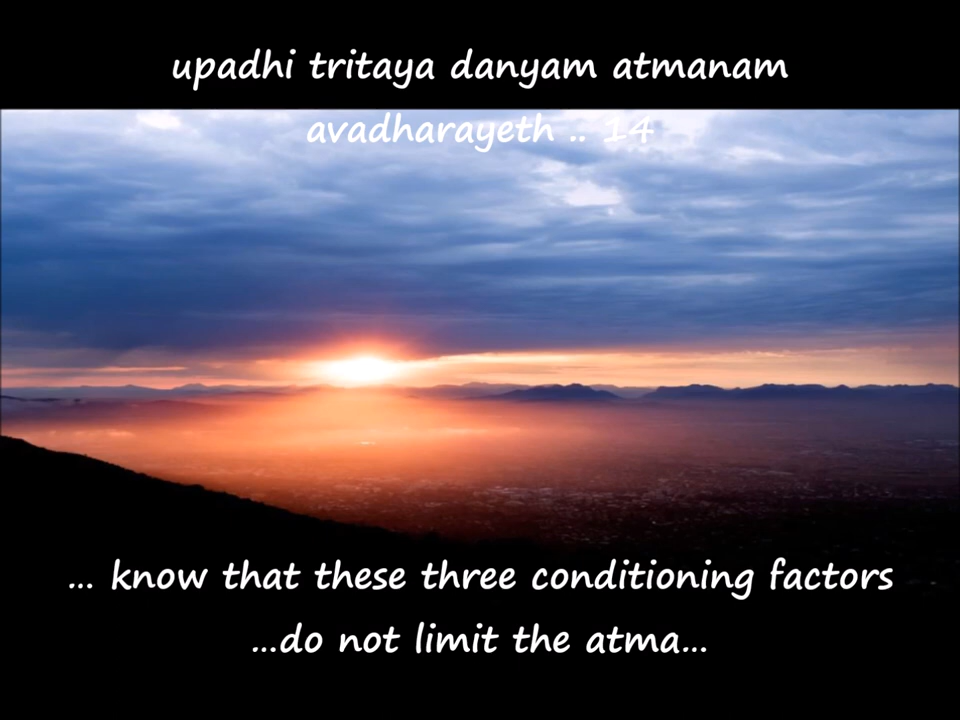 upadhi tritaya danyam atmanam
avadharayeth .. 14
... know that these three conditioning factors
...do not limit the atma...